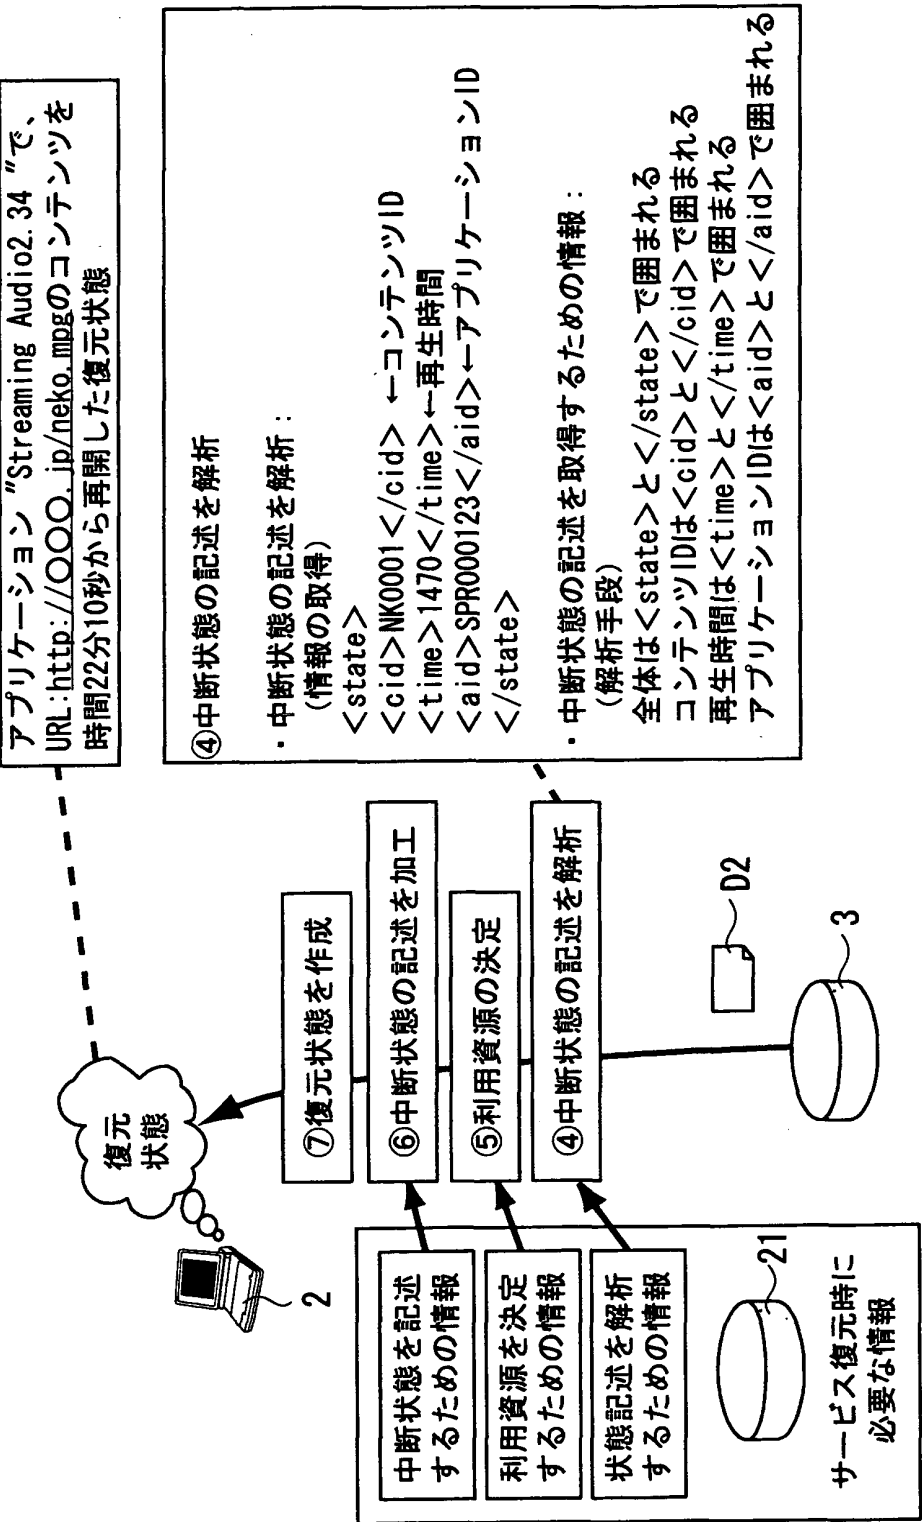 アプリケーション "Streaming Audio2.34 "で、
URL:http://〇〇〇.jp/neko.mpgのコンテンツを
時間22分10秒から再開した復元状態
復元
状態
2
⑦復元状態を作成
⑥中断状態の記述を加工
⑤利用資源の決定
④中断状態の記述を解析
D2
3
④中断状態の記述を解析
・中断状態の記述を解析:
(情報の取得)
<state>
<cid>NK0001</cid> ←コンテンツID
<time>1470</time>←再生時間
<aid>SPR000123</aid>←アプリケーションID
</state>
・中断状態の記述を取得するための情報:
(解析手段)
全体は<state>と</state>で囲まれる
コンテンツIDは<cid>と</cid>で囲まれる
再生時間は<time>と</time>で囲まれる
アプリケーションIDは<aid>と</aid>で囲まれる
中断状態を記述
するための情報
利用資源を決定
するための情報
状態記述を解析
するための情報
21
サービス復元時に
必要な情報